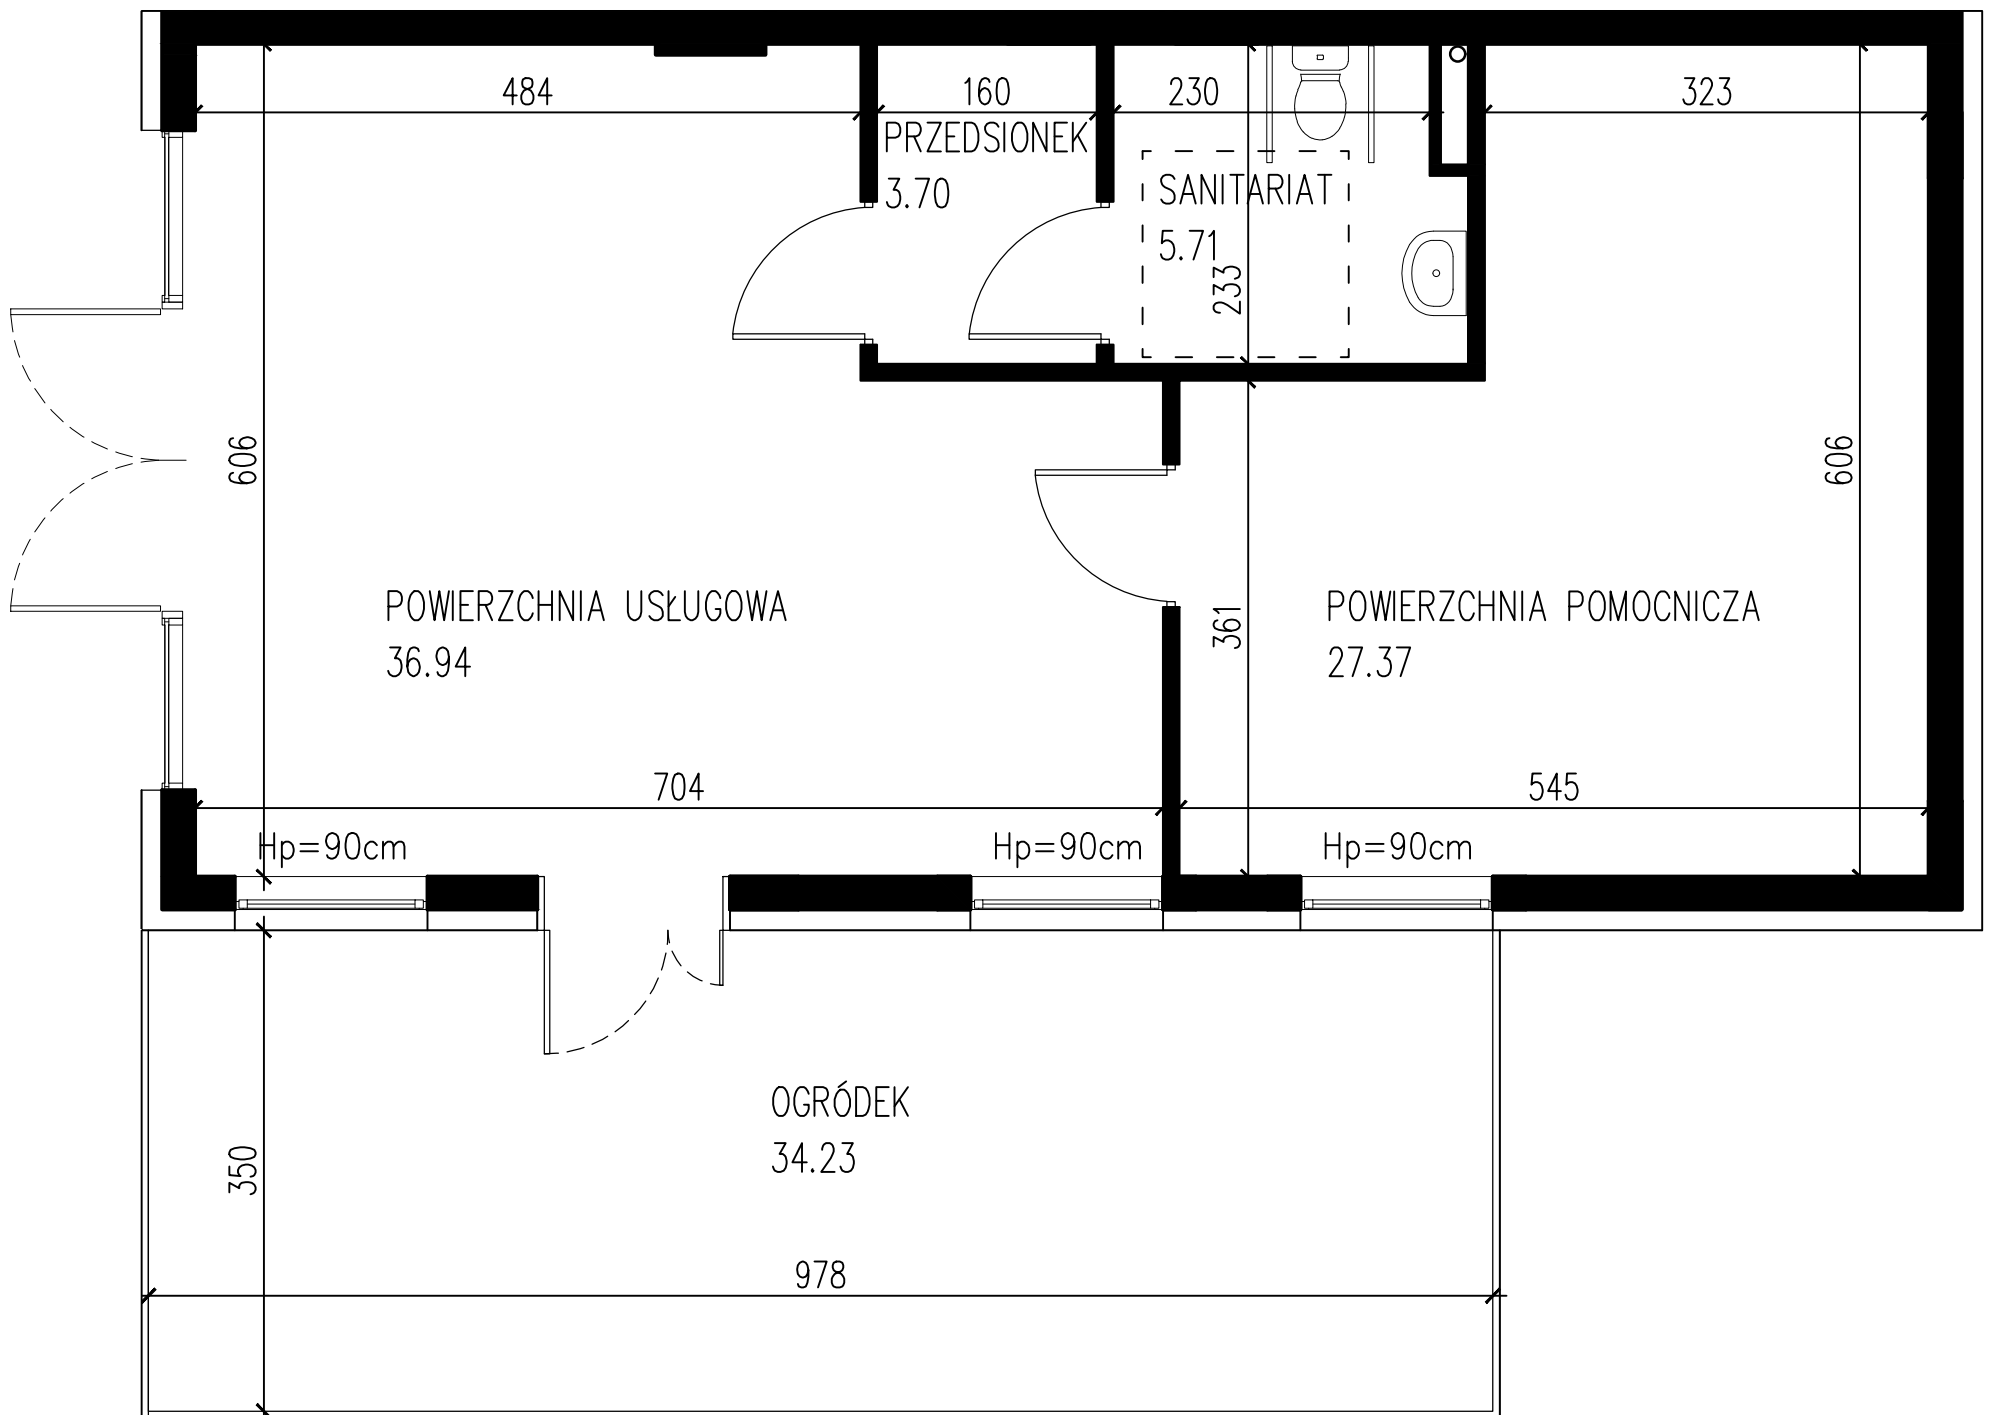 484
160
230
323
PRZEDSIONEK
3.70
SANITARIAT
5.71
233
606
606
POWIERZCHNIA USŁUGOWA
36.94
361
POWIERZCHNIA POMOCNICZA
27.37
704
545
Hp=90cm
Hp=90cm
Hp=90cm
OGRÓDEK
34.23
350
978